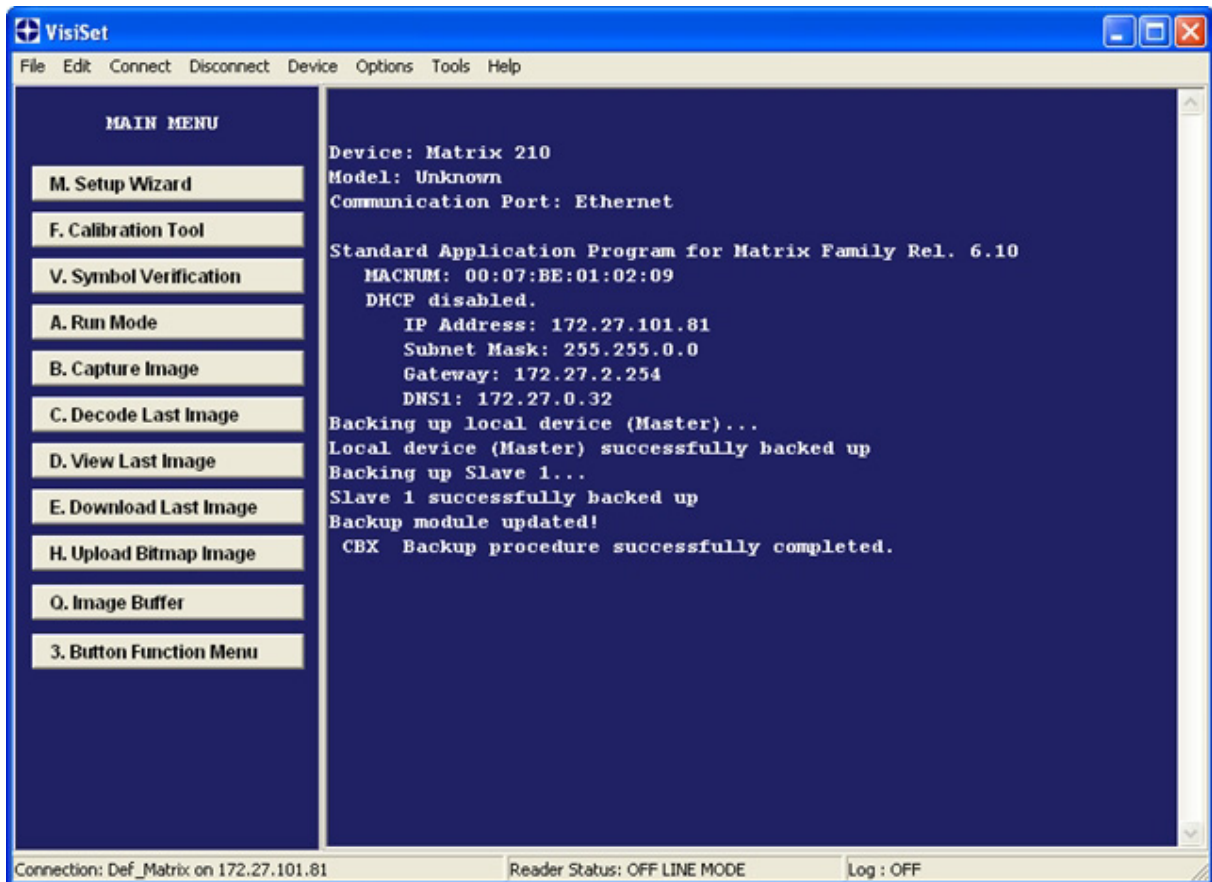 VisiSet
File Edit Connect Disconnect Device Options Tools Help
MAIN MENU
M. Setup Wizard
F. Calibration Tool
V. Symbol Verification
A. Run Mode
B. Capture Image
C. Decode Last Image
D. View Last Image
E. Download Last Image
H. Upload Bitmap Image
Q. Image Buffer
3. Button Function Menu
Device: Matrix 210
Model: Unknown
Communication Port: Ethernet
Standard Application Program for Matrix Family Rel. 6.10
MACNUM: 00:07:BE:01:02:09
DHCP disabled.
IP Address: 172.27.101.81
Subnet Mask: 255.255.0.0
Gateway: 172.27.2.254
DNS1: 172.27.0.32
Backing up local device (Master)...
Local device (Master) successfully backed up
Backing up Slave 1...
Slave 1 successfully backed up
Backup module updated!
CBX Backup procedure successfully completed.
Connection: Def_Matrix on 172.27.101.81
Reader Status: OFF LINE MODE
Log : OFF